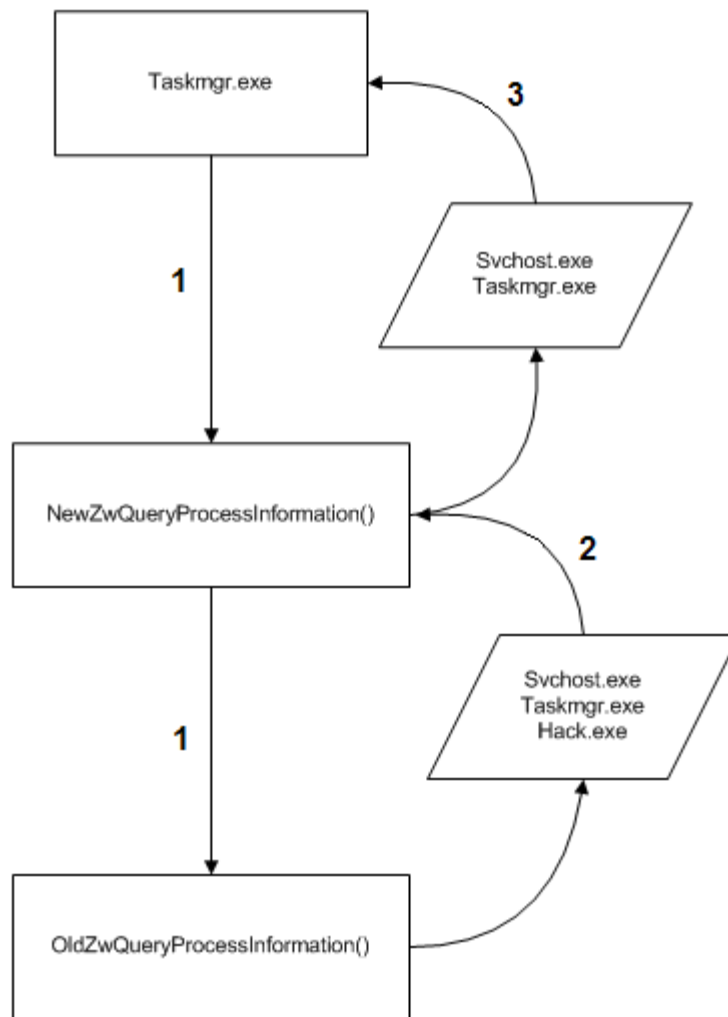 Taskmgr.exe
3
Svchost.exe
Taskmgr.exe
1
NewZwQueryProcessInformation()
2
Svchost.exe
Taskmgr.exe
Hack.exe
1
OldZwQueryProcessInformation()